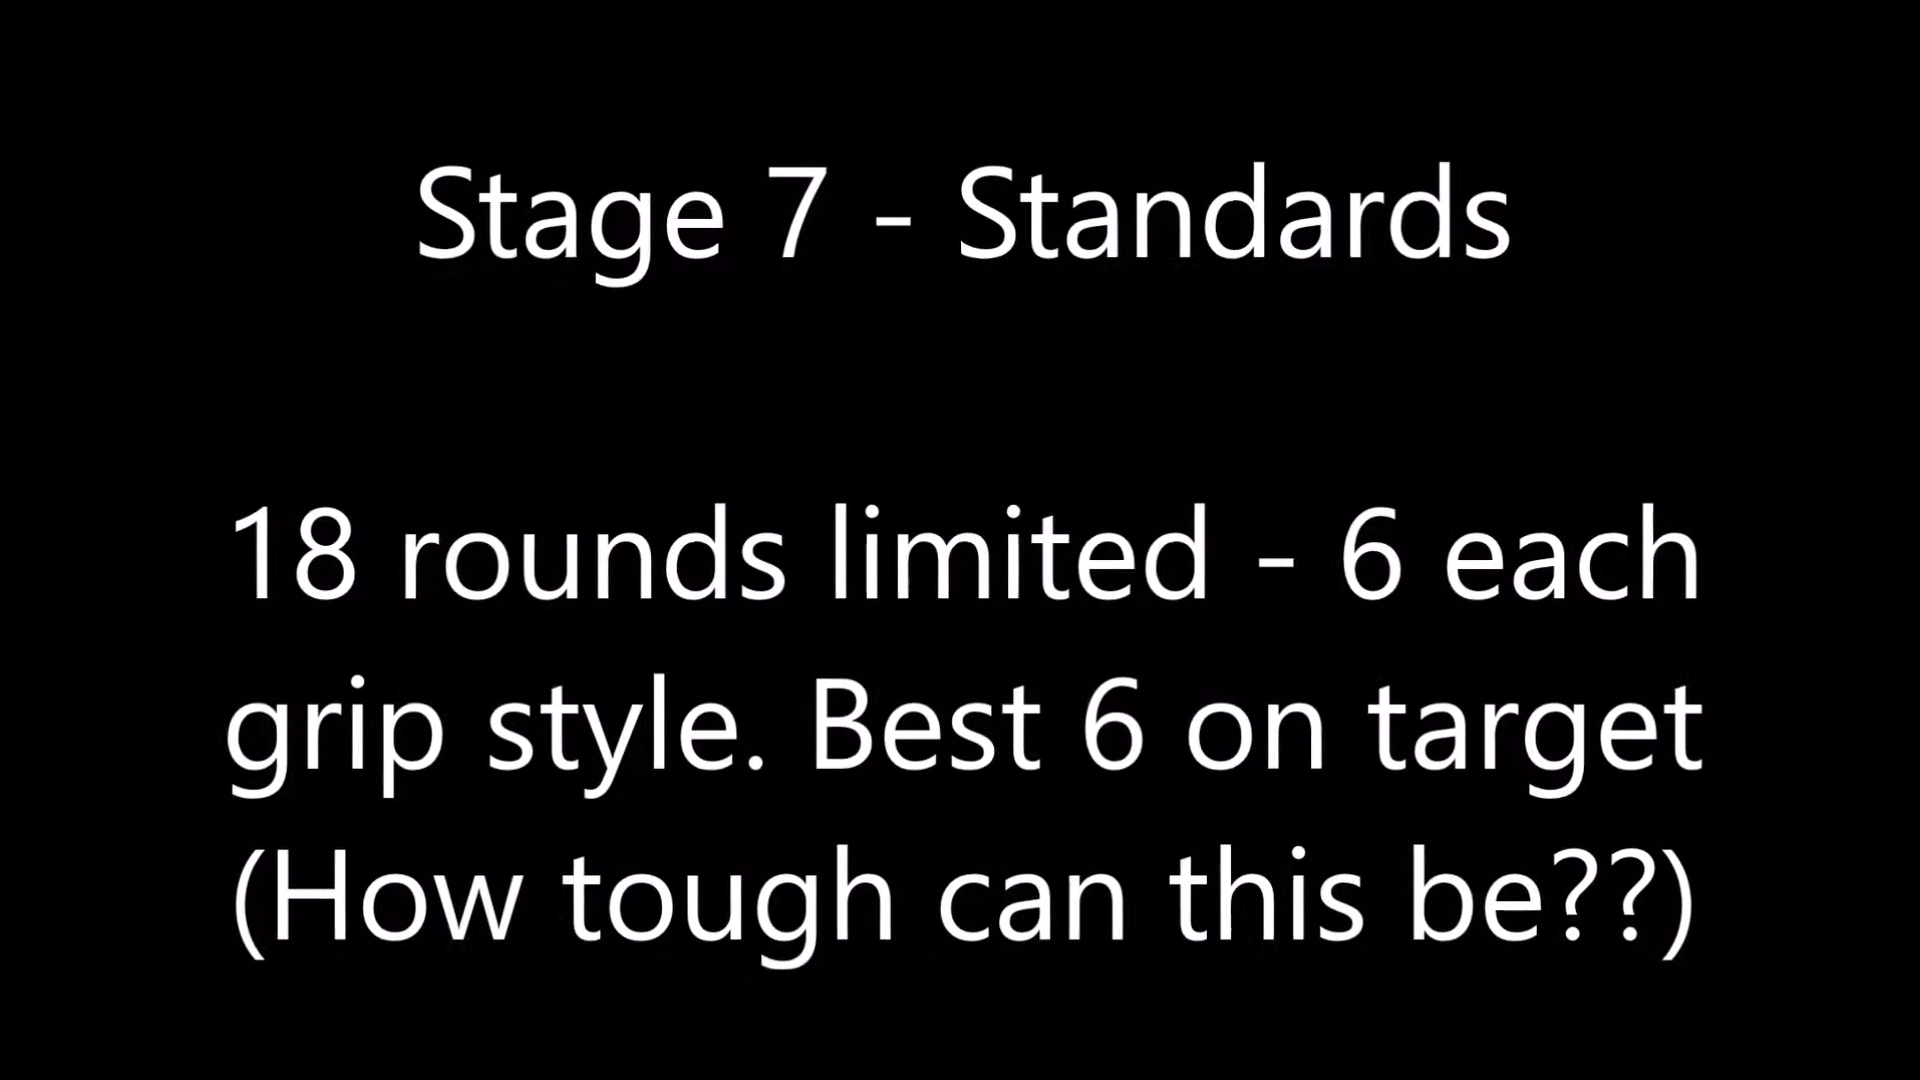 Stage 7 - Standards
18 rounds limited - 6 each
grip style. Best 6 on target
(How tough can this be??)